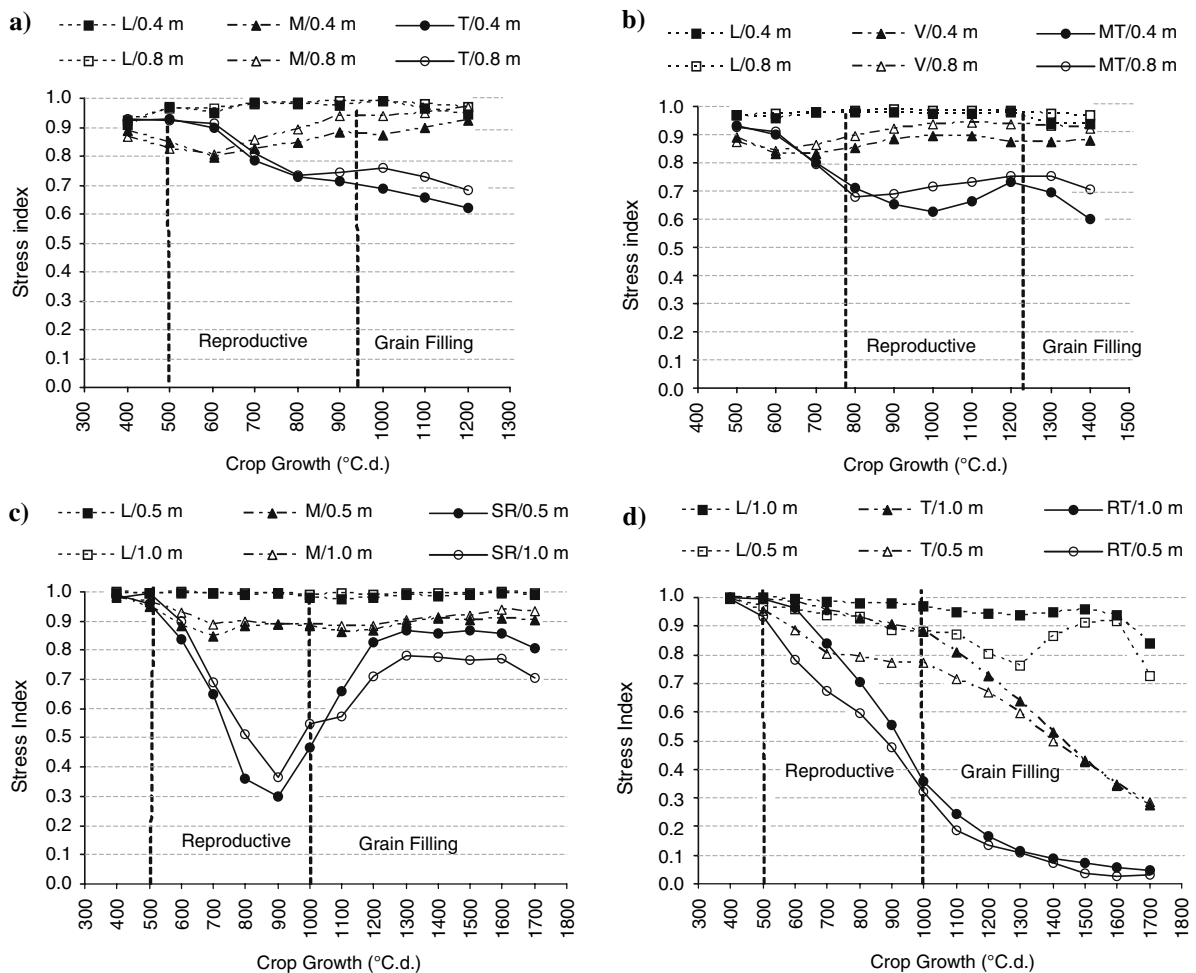 a)
L/0.4 m M/0.4 m T/0.4 m
L/0.8 m M/0.8 m T/0.8 m
Stress index
1.0
0.9
0.8
0.7
0.6
0.5
0.4
0.3
0.2
0.1
0.0
Reproductive
Grain Filling
300 400 500 600 700 800 900 1000 1100 1200 1300
Crop Growth (°C.d.)
b)
L/0.4 m V/0.4 m MT/0.4 m
L/0.8 m V/0.8 m MT/0.8 m
Stress index
1.0
0.9
0.8
0.7
0.6
0.5
0.4
0.3
0.2
0.1
0.0
Reproductive
Grain Filling
400 500 600 700 800 900 1000 1100 1200 1300 1400 1500
Crop Growth (°C.d.)
c)
L/0.5 m M/0.5 m SR/0.5 m
L/1.0 m M/1.0 m SR/1.0 m
Stress Index
1.0
0.9
0.8
0.7
0.6
0.5
0.4
0.3
0.2
0.1
0.0
Reproductive
Grain Filling
300 400 500 600 700 800 900 1000 1100 1200 1300 1400 1500 1600 1700 1800
Crop Growth (°C.d.)
d)
L/1.0 m T/1.0 m RT/1.0 m
L/0.5 m T/0.5 m RT/0.5 m
Stress Index
1.0
0.9
0.8
0.7
0.6
0.5
0.4
0.3
0.2
0.1
0.0
Reproductive
Grain Filling
300 400 500 600 700 800 900 1000 1100 1200 1300 1400 1500 1600 1700 1800
Crop Growth (°C.d.)